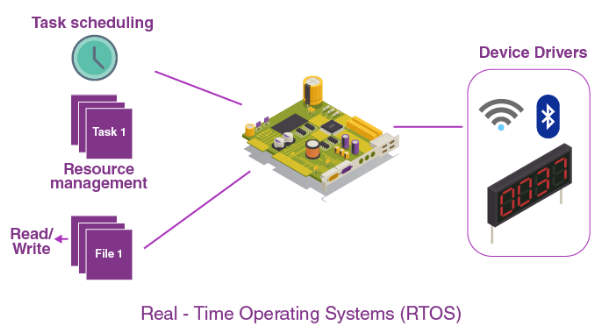 Task scheduling
Device Drivers
Task 1
Resource
management
0037
Read/
Write
File 1
Real - Time Operating Systems (RTOS)